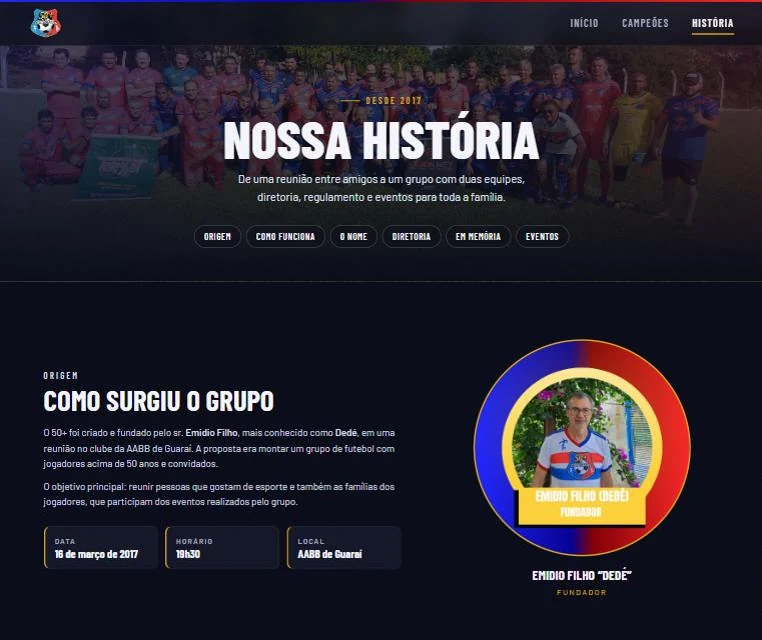 INÍCIO CAMPEÕES HISTÓRIA
DESDE 2017
NOSSA HISTÓRIA
De uma reunião entre amigos a um grupo com duas equipes,
diretoria, regulamento e eventos para toda a família.
ORIGEM COMO FUNCIONA O NOME DIRETORIA EM MEMÓRIA EVENTOS
ORIGEM
COMO SURGIU O GRUPO
O 50+ foi criado e fundado pelo sr. Emidio Filho, mais conhecido como Dedé, em uma
reunião no clube da AABB de Guaraí. A proposta era montar um grupo de futebol com
jogadores acima de 50 anos e convidados.
O objetivo principal: reunir pessoas que gostam de esporte e também as famílias dos
jogadores, que participam dos eventos realizados pelo grupo.
DATA
16 de março de 2017
HORÁRIO
19h30
LOCAL
AABB de Guaraí
EMIDIO FILHO (DEDÉ)
FUNDADOR
EMIDIO FILHO “DEDÉ”
FUNDADOR